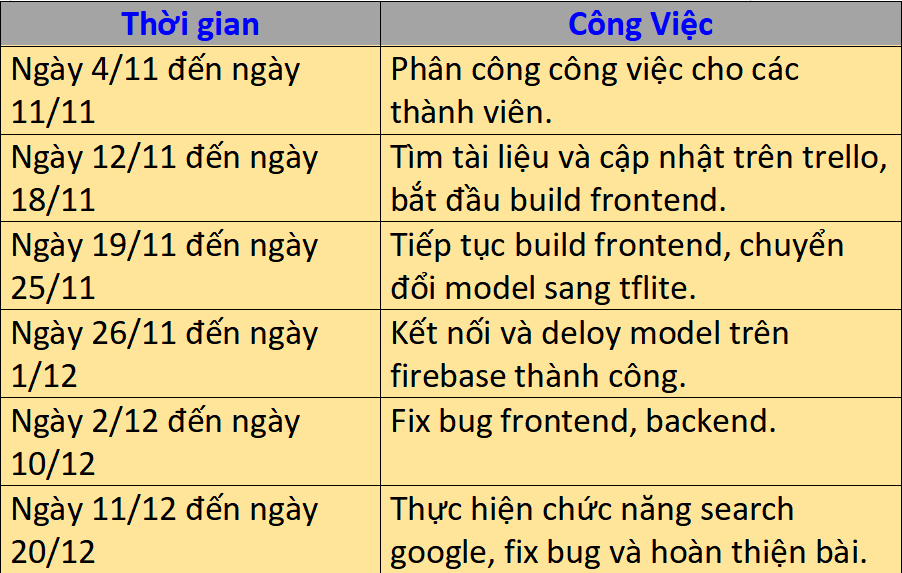 Thời gian
Công Việc
Ngày 4/11 đến ngày
11/11
Phân công công việc cho các
thành viên.
Ngày 12/11 đến ngày
18/11
Tìm tài liệu và cập nhật trên trello,
bắt đầu build frontend.
Ngày 19/11 đến ngày
25/11
Tiếp tục build frontend, chuyển
đổi model sang tflite.
Ngày 26/11 đến ngày
1/12
Kết nối và deloy model trên
firebase thành công.
Ngày 2/12 đến ngày
10/12
Fix bug frontend, backend.
Ngày 11/12 đến ngày
20/12
Thực hiện chức năng search
google, fix bug và hoàn thiện bài.